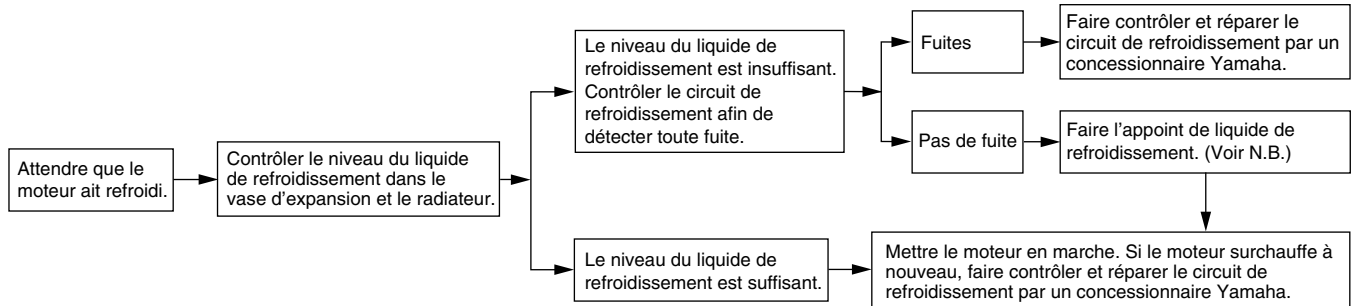 Attendre que le
moteur ait refroidi.
Contrôler le niveau du liquide
de refroidissement dans le
vase d'expansion et le radiateur.
Le niveau du liquide de
refroidissement est insuffisant.
Contrôler le circuit de
refroidissement afin de
détecter toute fuite.
Fuites
Faire contrôler et réparer le
circuit de refroidissement par un
concessionnaire Yamaha.
Pas de fuite
Faire l'appoint de liquide de
refroidissement. (Voir N.B.)
Le niveau du liquide de
refroidissement est suffisant.
Mettre le moteur en marche. Si le moteur surchauffe à
nouveau, faire contrôler et réparer le circuit de
refroidissement par un concessionnaire Yamaha.